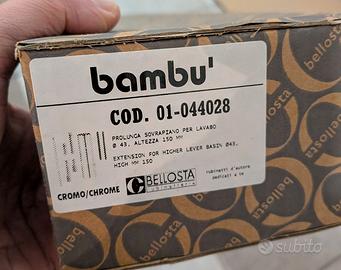 bambu'
COD. 01-044028
PROLUNGA SOVRAPIANO PER LAVABO
Ø 43, ALTEZZA 150 MM
EXTENSION FOR HIGHER LEVER BASIN Ø43,
HIGH MM 150
CROMO/CHROME
BELLOSTA
rubinetterie
rubinetti d'autore
dedicati a te
bellosta
bellosta
bellosta
bellosta
subito